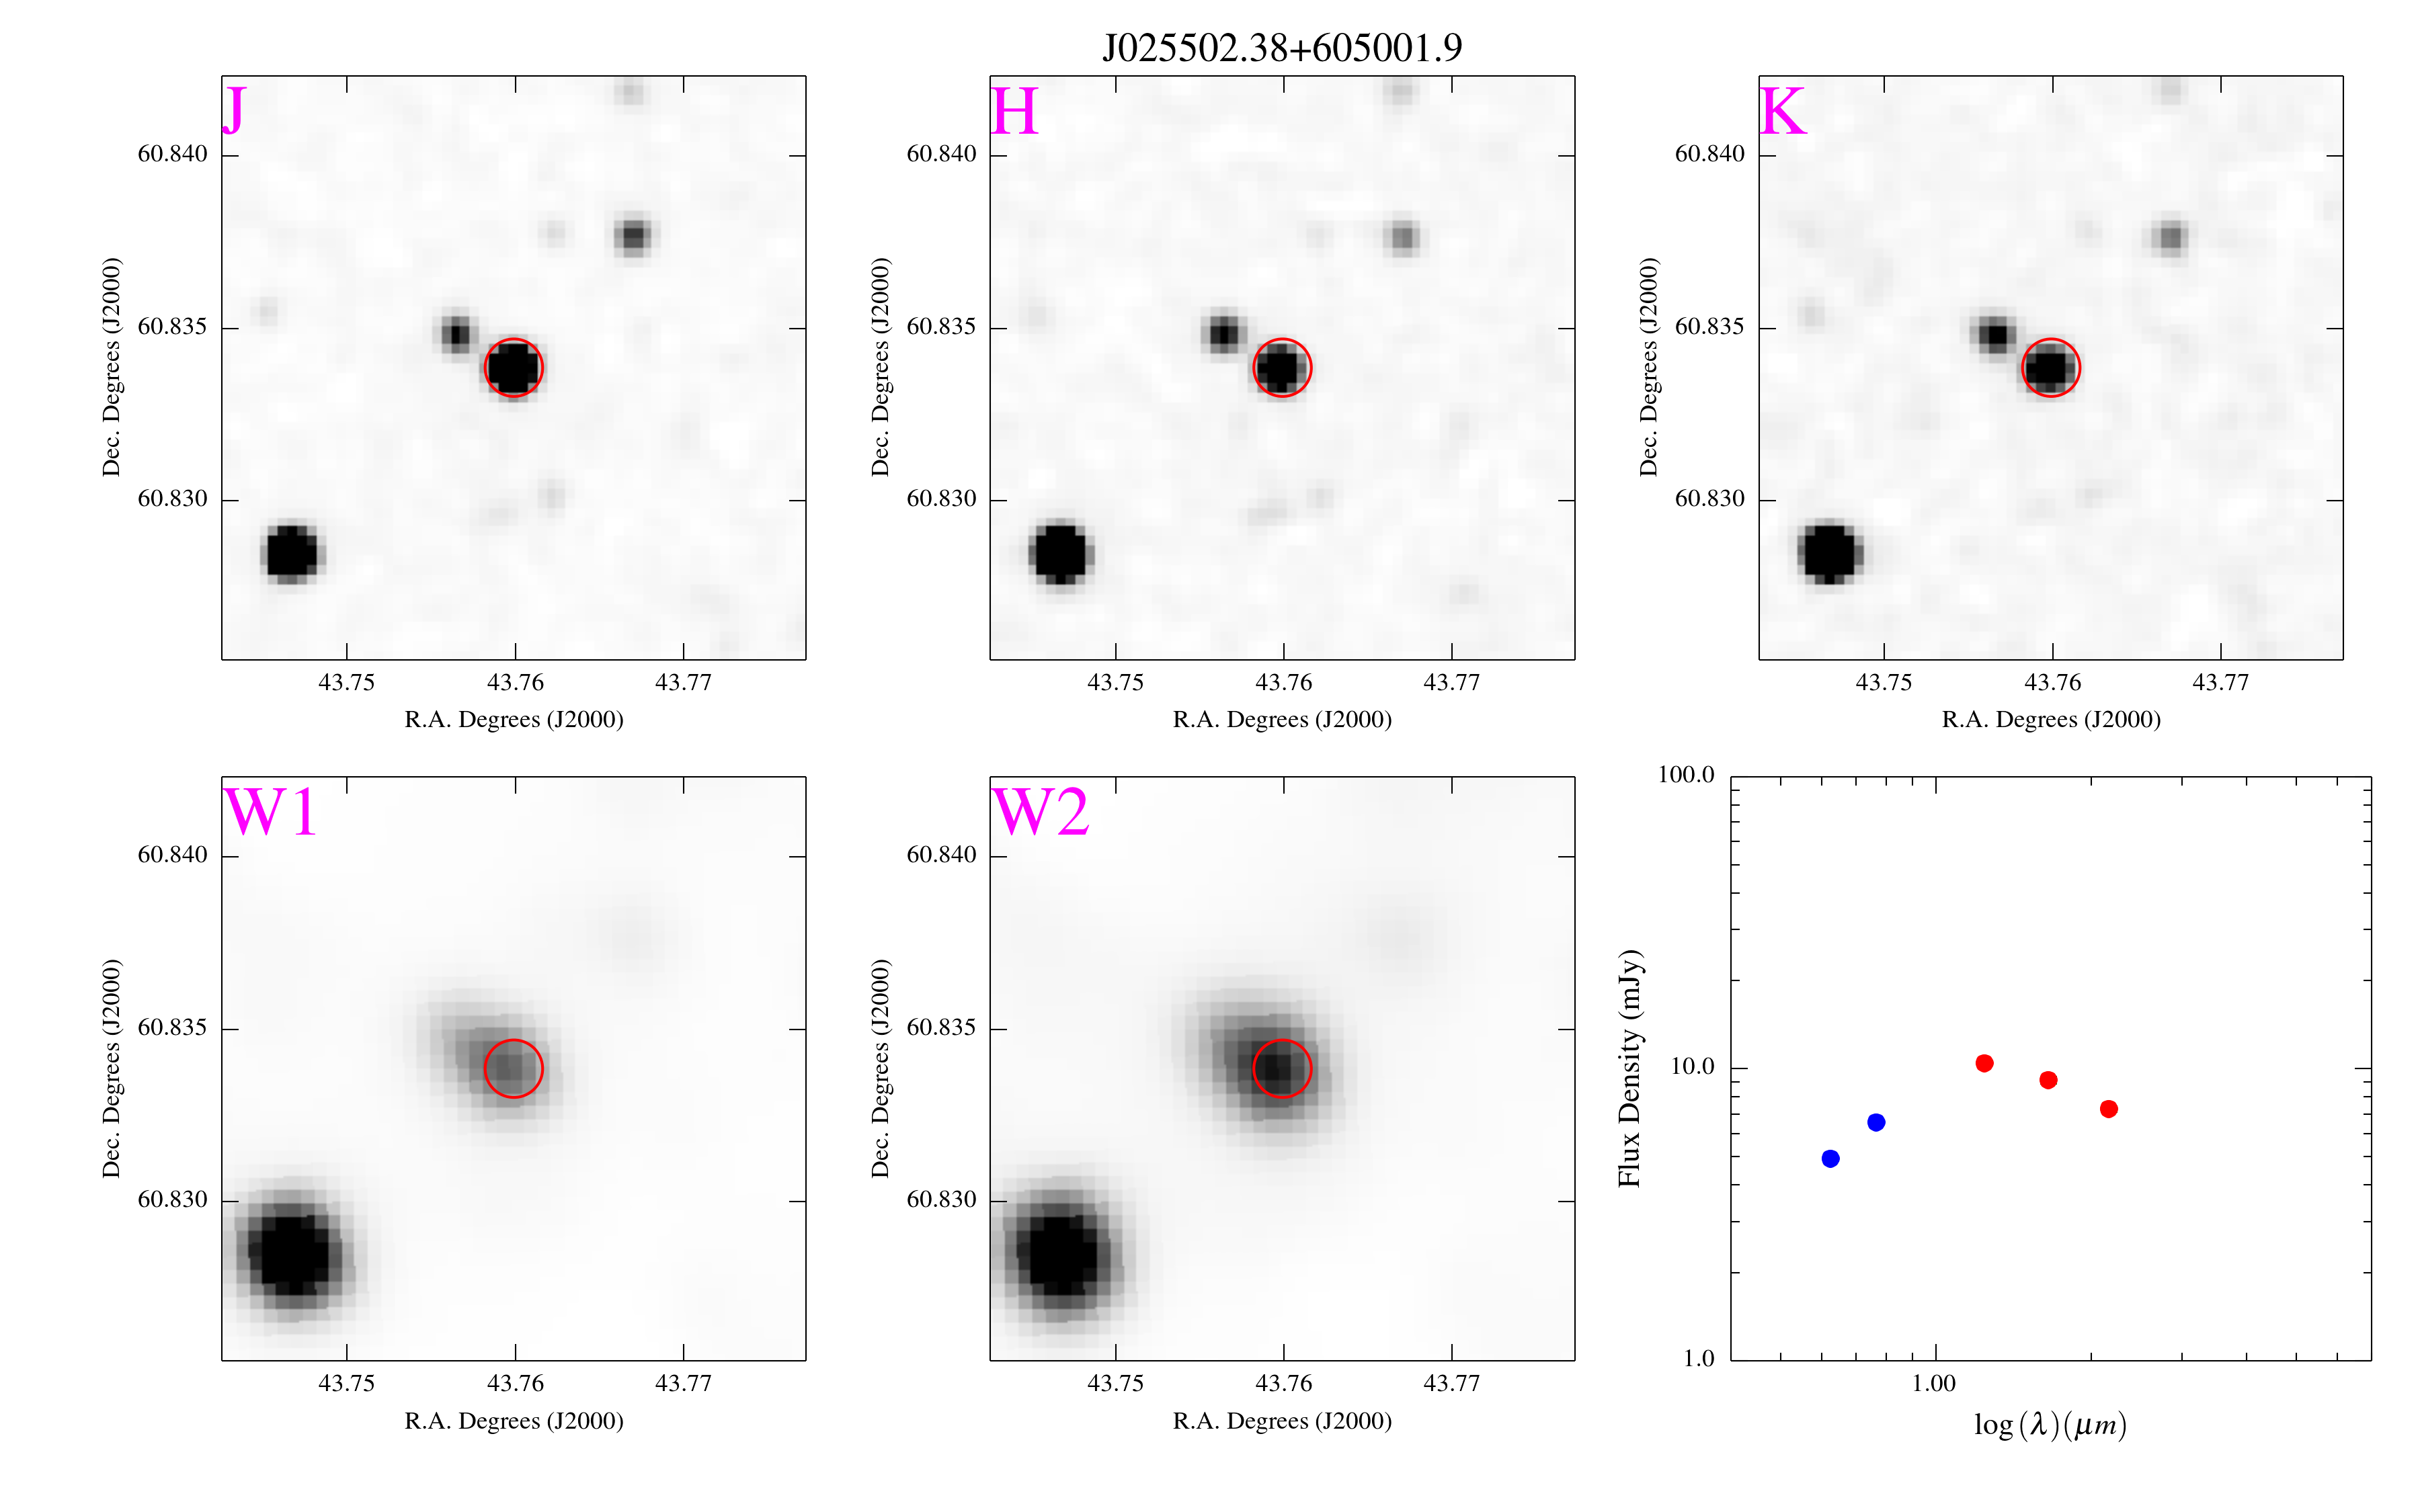 J025502.38+605001.9
J
60.840
60.835
60.830
Dec. Degrees (J2000)
43.75 43.76 43.77
R.A. Degrees (J2000)
H
60.840
60.835
60.830
Dec. Degrees (J2000)
43.75 43.76 43.77
R.A. Degrees (J2000)
K
60.840
60.835
60.830
Dec. Degrees (J2000)
43.75 43.76 43.77
R.A. Degrees (J2000)
W1
60.840
60.835
60.830
Dec. Degrees (J2000)
43.75 43.76 43.77
R.A. Degrees (J2000)
W2
60.840
60.835
60.830
Dec. Degrees (J2000)
43.75 43.76 43.77
R.A. Degrees (J2000)
100.0
10.0
1.0
Flux Density (mJy)
1.00
log(λ)(μm)